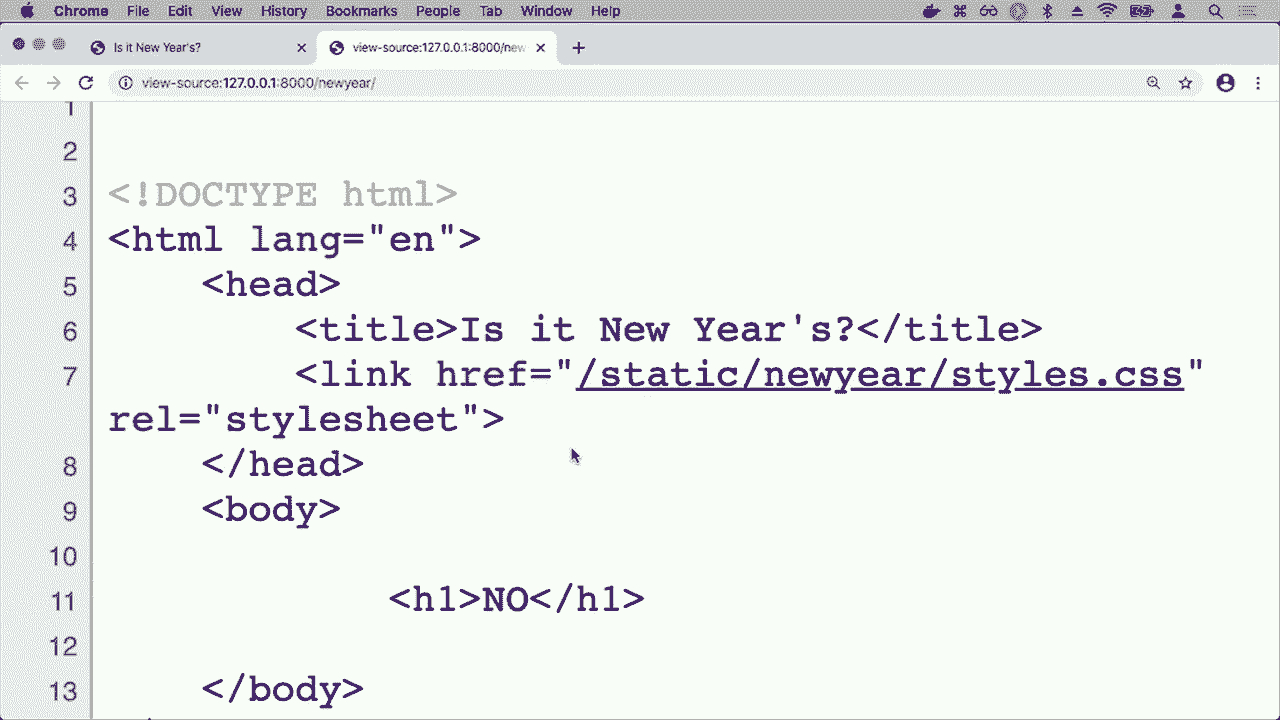 Chrome File Edit View History Bookmarks People Tab Window Help
Is it New Year's?
view-source:127.0.0.1:8000/new
view-source:127.0.0.1:8000/newyear/
1
2
3 <!DOCTYPE html>
4 <html lang="en">
5 <head>
6 <title>Is it New Year's?</title>
7 <link href="/static/newyear/styles.css"
rel="stylesheet">
8 </head>
9 <body>
10
11 <h1>NO</h1>
12
13 </body>